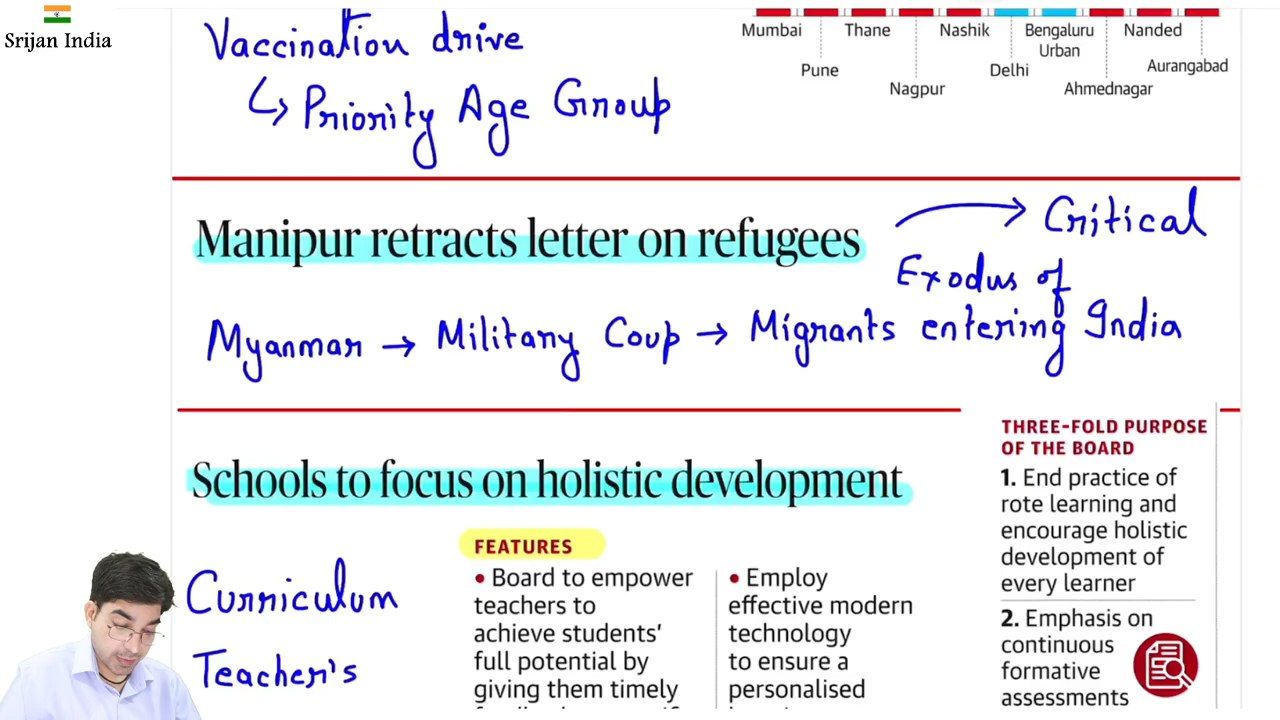 Srijan India
Vaccination drive
↳ Priority Age Group
Mumbai
Thane
Nashik
Bengaluru
Urban
Nanded
Pune
Nagpur
Delhi
Ahmednagar
Aurangabad
Manipur retracts letter on refugees
→ Critical
Exodus of
Myanmar → Military Coup → Migrants entering India
Schools to focus on holistic development
Curriculum
Teacher's
FEATURES
• Board to empower
teachers to
achieve students'
full potential by
giving them timely
• Employ
effective modern
technology
to ensure a
personalised
THREE-FOLD PURPOSE
OF THE BOARD
1. End practice of
rote learning and
encourage holistic
development of
every learner
2. Emphasis on
continuous
formative
assessments